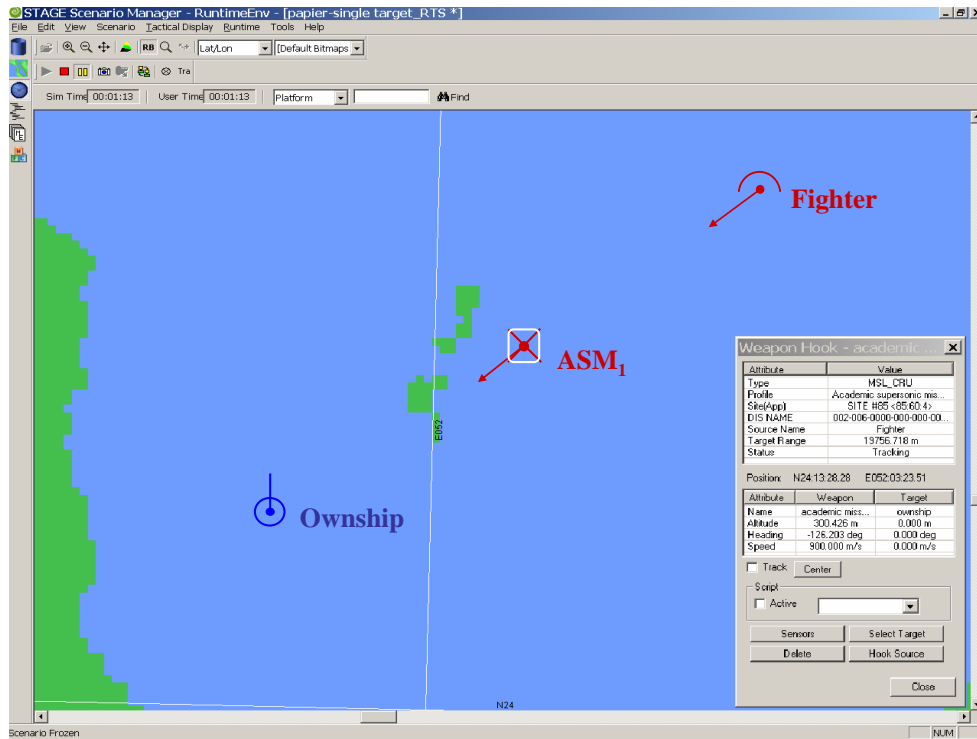 STAGE Scenario Manager - RuntimeEnv - [papier-single target_RTS *]
File Edit View Scenario Tactical Display Runtime Tools Help
RB Lat/Lon [Default Bitmaps
Tra
Sim Time 00:01:13 User Time 00:01:13 Platform Find
Fighter
ASM1
E052
Ownship
N24
Weapon Hook - academic ...
Attribute Value
Type MSL_CRU
Profile Academic supersonic mis...
Site(App) SITE #85 <85:60:4>
DIS NAME 002-006-0000-000-000-00...
Source Name Fighter
Target Range 19756.718 m
Status Tracking
Position: N24:13:28.28 E052:03:23.51
Attribute Weapon Target
Name academic miss... ownship
Altitude 300.426 m 0.000 m
Heading -126.203 deg 0.000 deg
Speed 900.000 m/s 0.000 m/s
Track Center
Script
Active
Sensors Select Target
Delete Hook Source
Close
Scenario Frozen NUM